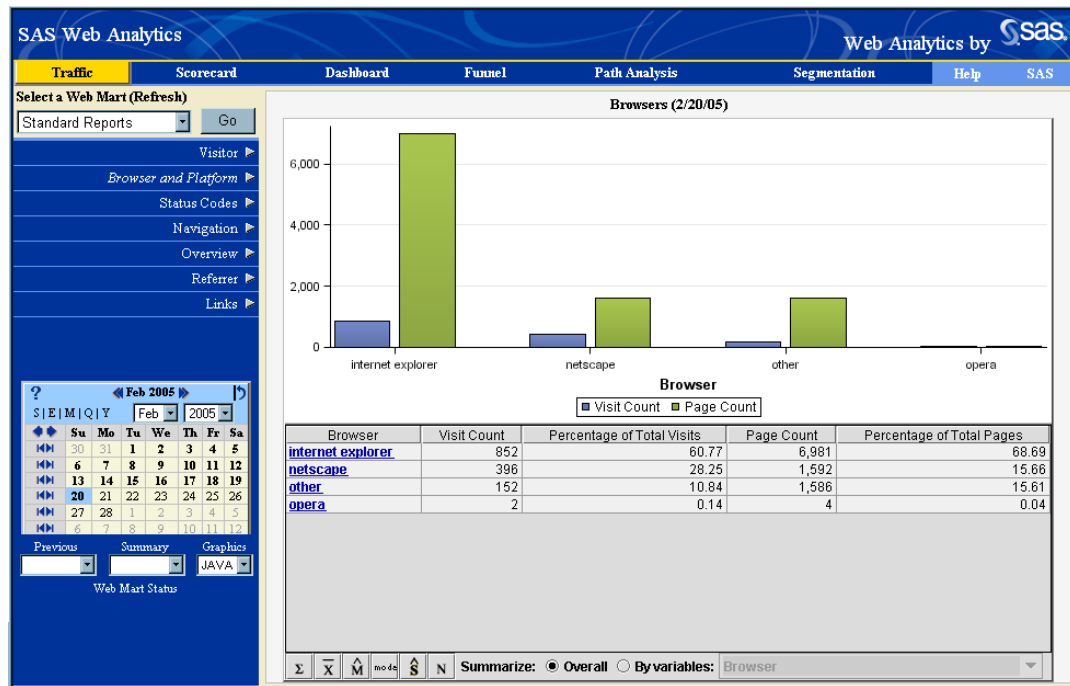 SAS Web Analytics
Web Analytics by sas.
Traffic Scorecard Dashboard Funnel Path Analysis Segmentation Help SAS
Select a Web Mart (Refresh)
Standard Reports Go
Visitor
Browser and Platform
Status Codes
Navigation
Overview
Referrer
Links
? Feb 2005
S | E | M | Q | Y Feb 2005
Su Mo Tu We Th Fr Sa
30 31 1 2 3 4 5
6 7 8 9 10 11 12
13 14 15 16 17 18 19
20 21 22 23 24 25 26
27 28 1 2 3 4 5
6 7 8 9 10 11 12
Previous Summary Graphics
JAVA
Web Mart Status
Browsers (2/20/05)
6,000
4,000
2,000
0
internet explorer netscape other opera
Browser
Visit Count Page Count
Browser Visit Count Percentage of Total Visits Page Count Percentage of Total Pages
internet explorer 852 60.77 6,981 68.69
netscape 396 28.25 1,592 15.66
other 152 10.84 1,586 15.61
opera 2 0.14 4 0.04
Σ X̅ M̂ mode Ŝ N Summarize: Overall By variables: Browser